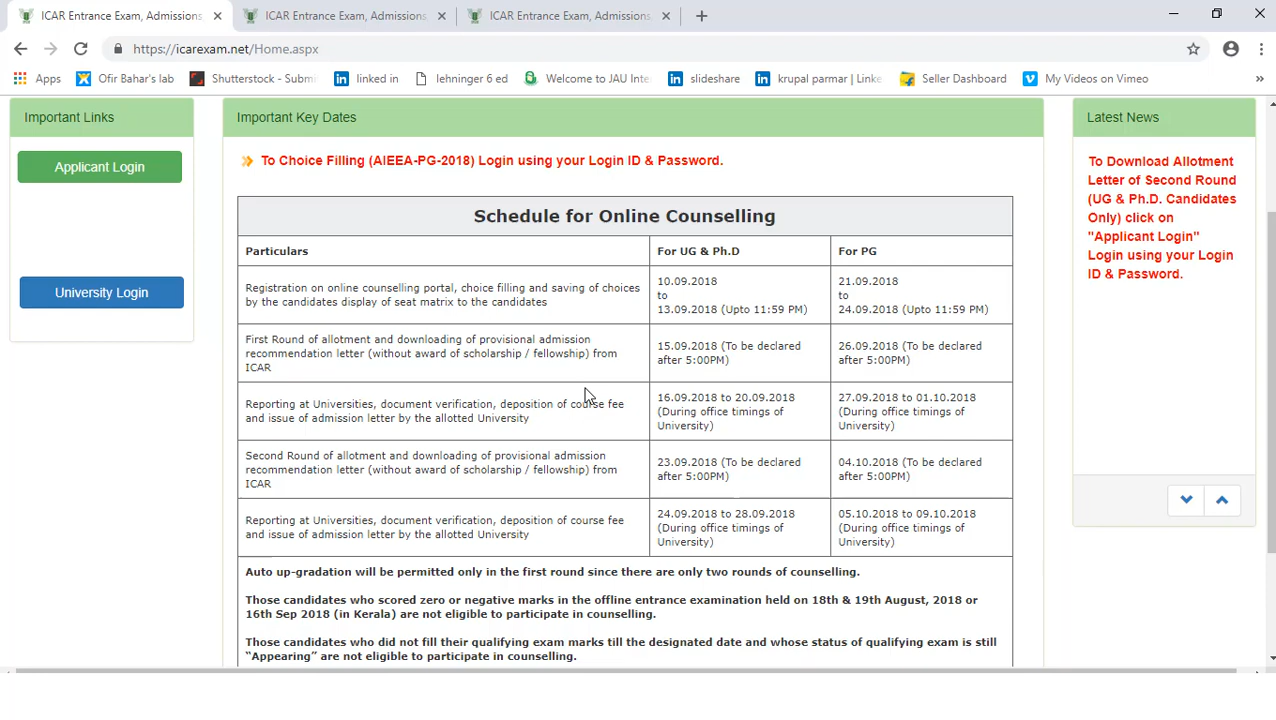 ICAR Entrance Exam, Admissions,
ICAR Entrance Exam, Admissions,
ICAR Entrance Exam, Admissions,
https://icarexam.net/Home.aspx
Apps
Ofir Bahar's lab
Shutterstock - Submi
linked in
lehninger 6 ed
Welcome to JAU Inte
slideshare
krupal parmar | Linke
Seller Dashboard
My Videos on Vimeo
Important Links
Applicant Login
University Login
Important Key Dates
To Choice Filling (AIEEA-PG-2018) Login using your Login ID & Password.
Schedule for Online Counselling
Particulars
For UG & Ph.D
For PG
Registration on online counselling portal, choice filling and saving of choices
by the candidates display of seat matrix to the candidates
10.09.2018
to
13.09.2018 (Upto 11:59 PM)
21.09.2018
to
24.09.2018 (Upto 11:59 PM)
First Round of allotment and downloading of provisional admission
recommendation letter (without award of scholarship / fellowship) from
ICAR
15.09.2018 (To be declared
after 5:00PM)
26.09.2018 (To be declared
after 5:00PM)
Reporting at Universities, document verification, deposition of course fee
and issue of admission letter by the allotted University
16.09.2018 to 20.09.2018
(During office timings of
University)
27.09.2018 to 01.10.2018
(During office timings of
University)
Second Round of allotment and downloading of provisional admission
recommendation letter (without award of scholarship / fellowship) from
ICAR
23.09.2018 (To be declared
after 5:00PM)
04.10.2018 (To be declared
after 5:00PM)
Reporting at Universities, document verification, deposition of course fee
and issue of admission letter by the allotted University
24.09.2018 to 28.09.2018
(During office timings of
University)
05.10.2018 to 09.10.2018
(During office timings of
University)
Auto up-gradation will be permitted only in the first round since there are only two rounds of counselling.
Those candidates who scored zero or negative marks in the offline entrance examination held on 18th & 19th August, 2018 or
16th Sep 2018 (in Kerala) are not eligible to participate in counselling.
Those candidates who did not fill their qualifying exam marks till the designated date and whose status of qualifying exam is still
“Appearing” are not eligible to participate in counselling.
Latest News
To Download Allotment
Letter of Second Round
(UG & Ph.D. Candidates
Only) click on
"Applicant Login"
Login using your Login
ID & Password.